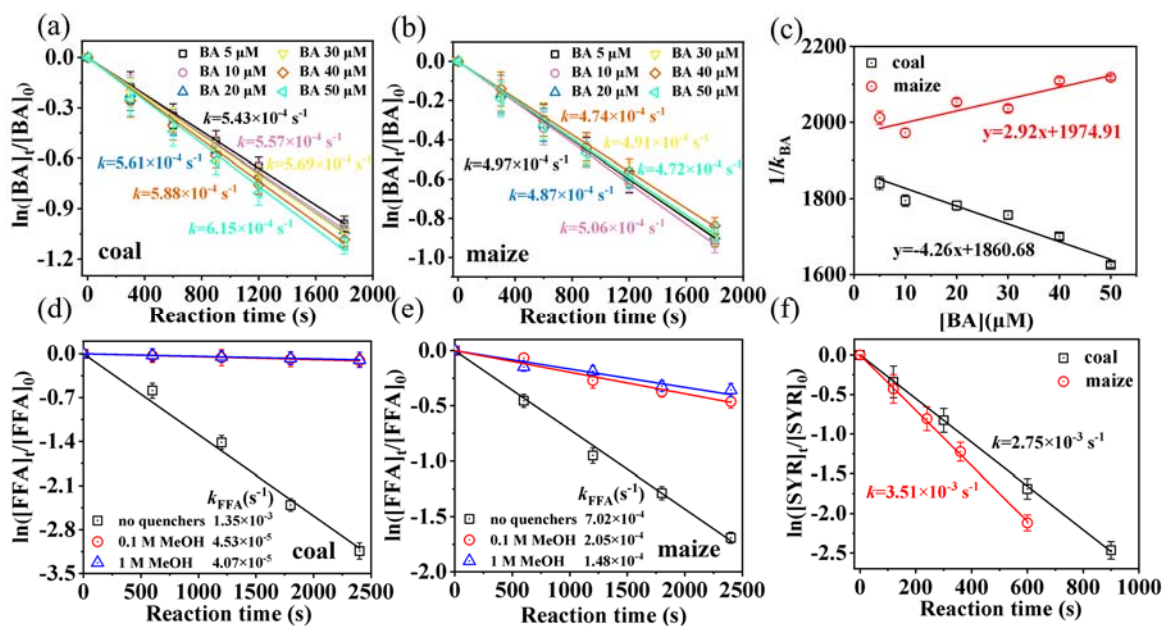 (a)
ln([BA]t/[BA]0)
0.0
-0.3
-0.6
-0.9
-1.2
BA 5 μM BA 30 μM
BA 10 μM BA 40 μM
BA 20 μM BA 50 μM
k=5.43×10⁻⁴ s⁻¹
k=5.57×10⁻⁴ s⁻¹
k=5.61×10⁻⁴ s⁻¹
k=5.69×10⁻⁴ s⁻¹
k=5.88×10⁻⁴ s⁻¹
k=6.15×10⁻⁴ s⁻¹
coal
0 400 800 1200 1600 2000
Reaction time (s)
(b)
ln([BA]t/[BA]0)
0.0
-0.2
-0.4
-0.6
-0.8
-1.0
BA 5 μM BA 30 μM
BA 10 μM BA 40 μM
BA 20 μM BA 50 μM
k=4.74×10⁻⁴ s⁻¹
k=4.91×10⁻⁴ s⁻¹
k=4.97×10⁻⁴ s⁻¹
k=4.72×10⁻⁴ s⁻¹
k=4.87×10⁻⁴ s⁻¹
k=5.06×10⁻⁴ s⁻¹
maize
0 400 800 1200 1600 2000
Reaction time (s)
(c)
1/kBA
2200
2000
1800
1600
coal
maize
y=2.92x+1974.91
y=-4.26x+1860.68
0 10 20 30 40 50
[BA](μM)
(d)
ln([FFA]t/[FFA]0)
0.0
-0.7
-1.4
-2.1
-2.8
-3.5
kFFA(s⁻¹)
no quenchers 1.35×10⁻³
0.1 M MeOH 4.53×10⁻⁵
1 M MeOH 4.07×10⁻⁵
coal
0 500 1000 1500 2000 2500
Reaction time (s)
(e)
ln([FFA]t/[FFA]0)
0.0
-0.5
-1.0
-1.5
-2.0
kFFA(s⁻¹)
no quenchers 7.02×10⁻⁴
0.1 M MeOH 2.05×10⁻⁴
1 M MeOH 1.48×10⁻⁴
maize
0 500 1000 1500 2000 2500
Reaction time (s)
(f)
ln([SYR]t/[SYR]0)
0.0
-0.5
-1.0
-1.5
-2.0
-2.5
coal
maize
k=2.75×10⁻³ s⁻¹
k=3.51×10⁻³ s⁻¹
0 200 400 600 800 1000
Reaction time (s)